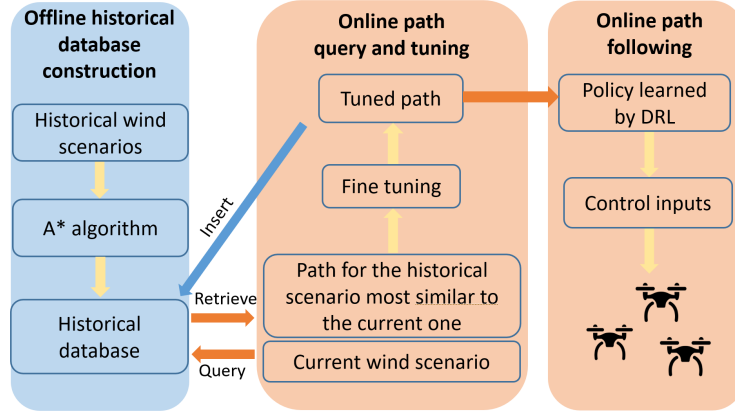 Offline historical
database
construction
Historical wind
scenarios
A* algorithm
Historical
database
Insert
Retrieve
Query
Online path
query and tuning
Tuned path
Fine tuning
Path for the historical
scenario most similar to
the current one
Current wind scenario
Online path
following
Policy learned
by DRL
Control inputs